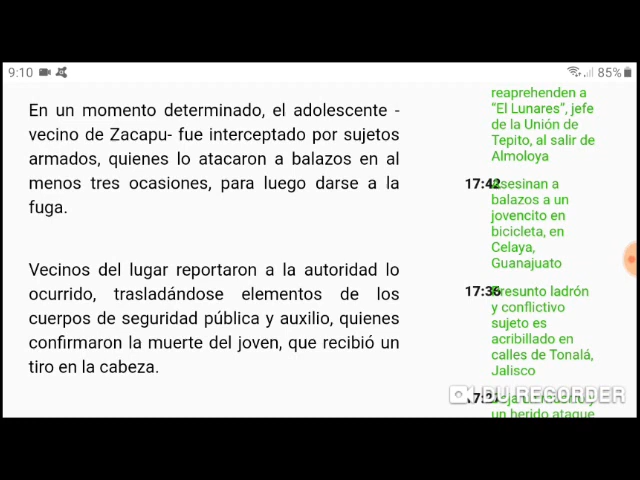 9:10
85%
En un momento determinado, el adolescente -
vecino de Zacapu- fue interceptado por sujetos
armados, quienes lo atacaron a balazos en al
menos tres ocasiones, para luego darse a la
fuga.
Vecinos del lugar reportaron a la autoridad lo
ocurrido, trasladándose elementos de los
cuerpos de seguridad pública y auxilio, quienes
confirmaron la muerte del joven, que recibió un
tiro en la cabeza.
reaprehenden a
“El Lunares”, jefe
de la Unión de
Tepito, al salir de
Almoloya
17:42 Asesinan a
balazos a un
jovencito en
bicicleta, en
Celaya,
Guanajuato
17:36 Presunto ladrón
y conflictivo
sujeto es
acribillado en
calles de Tonalá,
Jalisco
un herido ataque
DU RECORDER